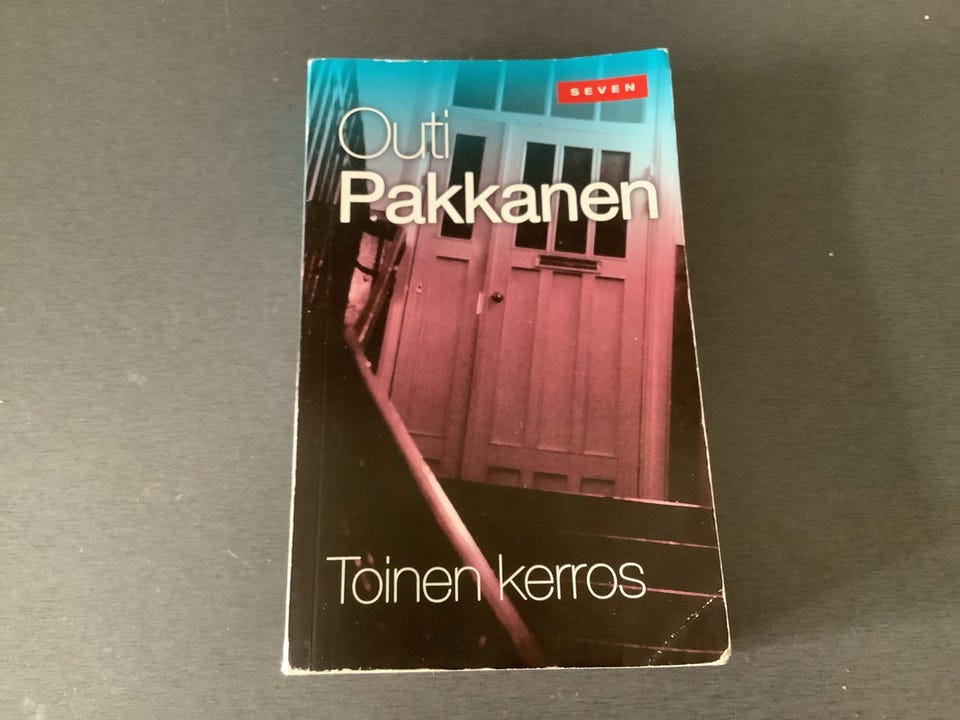 SEVEN
Outi
Pakkanen
Toinen kerros